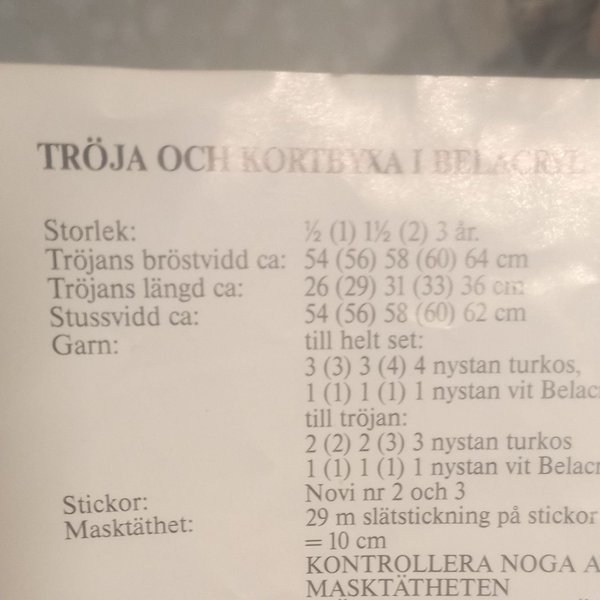 TRÖJA OCH KORTBYXA I BELACRYL
Storlek: ½ (1) 1½ (2) 3 år.
Tröjans bröstvidd ca: 54 (56) 58 (60) 64 cm
Tröjans längd ca: 26 (29) 31 (33) 36 cm
Stussvidd ca: 54 (56) 58 (60) 62 cm
Garn: till helt set:
3 (3) 3 (4) 4 nystan turkos,
1 (1) 1 (1) 1 nystan vit Belac
till tröjan:
2 (2) 2 (3) 3 nystan turkos
1 (1) 1 (1) 1 nystan vit Belac
Stickor: Novi nr 2 och 3
Masktäthet: 29 m slätstickning på stickor
= 10 cm
KONTROLLERA NOGA A
MASKTÄTHETEN